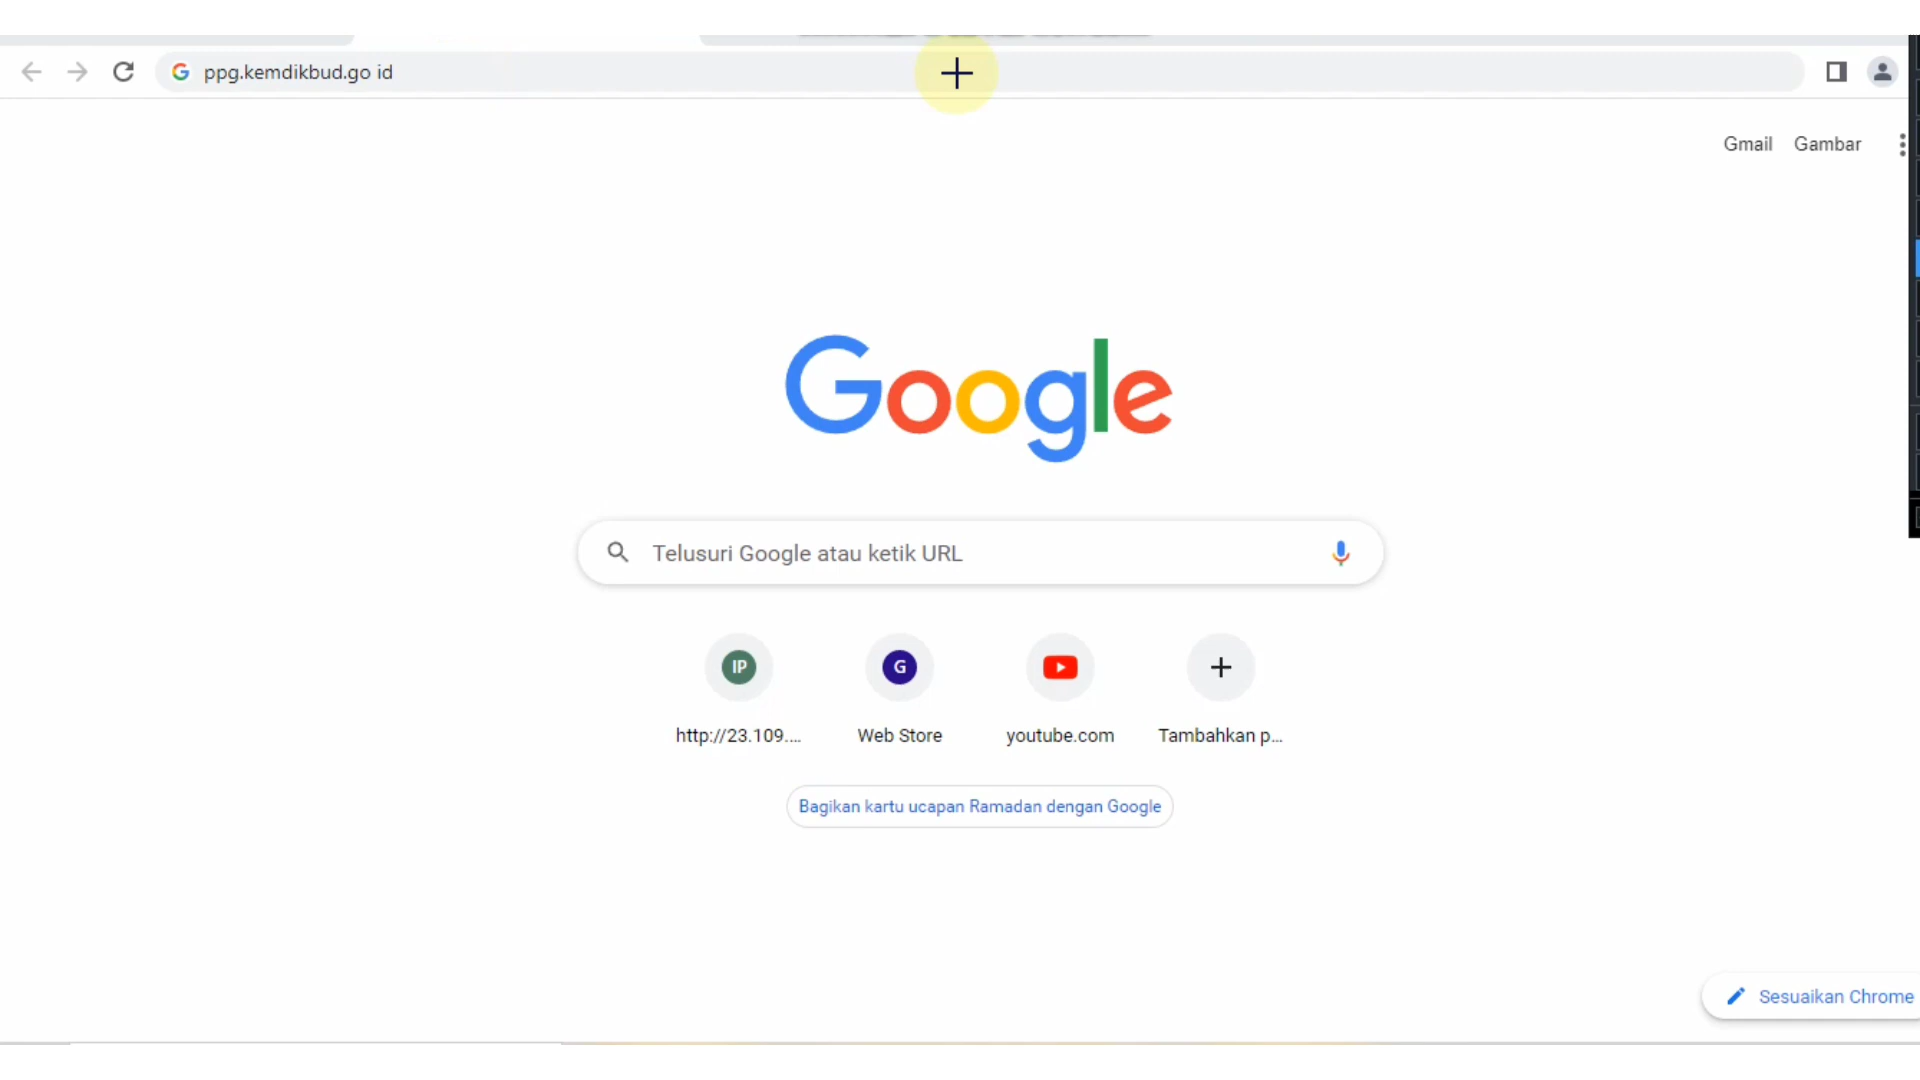 ppg.kemdikbud.go id
Gmail Gambar
Google
Telusuri Google atau ketik URL
IP G
http://23.109.... Web Store youtube.com Tambahkan p...
Bagikan kartu ucapan Ramadan dengan Google
Sesuaikan Chrome